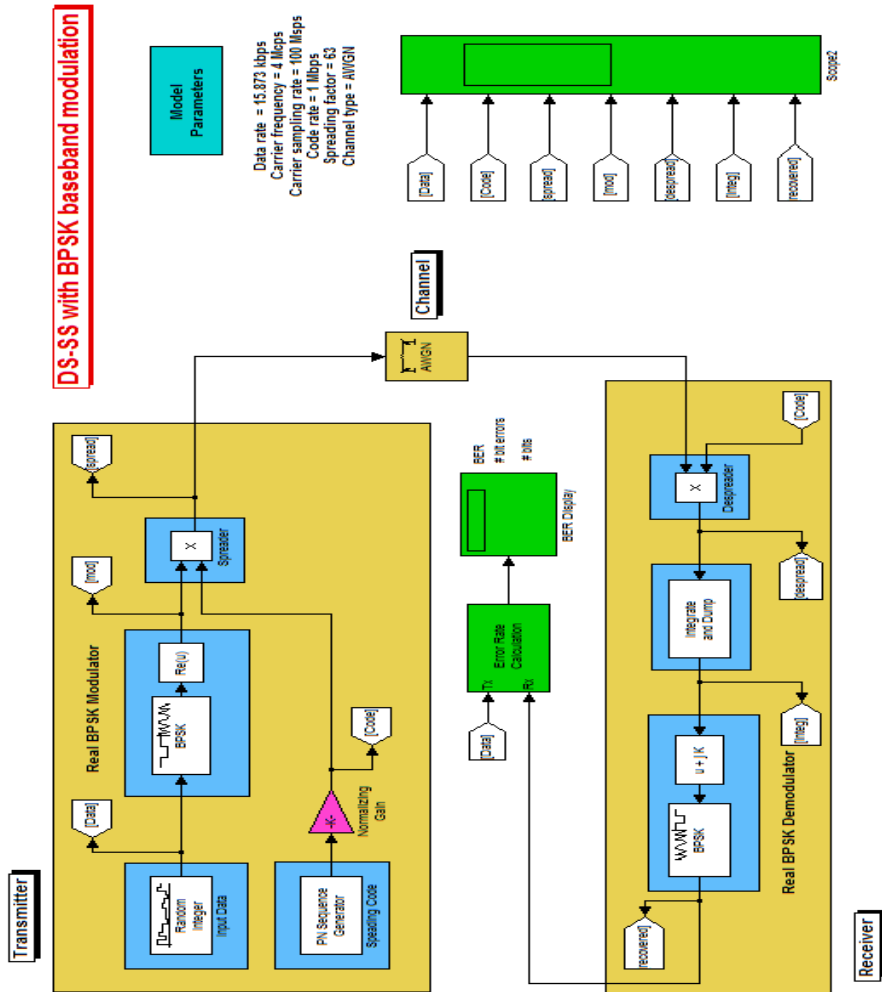 DS-SS with BPSK baseband modulation
Transmitter
Real BPSK Modulator
[Data]
[mod]
[spread]
Random
Integer
Input Data
BPSK
Re(u)
X
Spreader
PN Sequence
Generator
Speading Code
-K-
Normalizing
Gain
[Code]
Channel
AWGN
Model
Parameters
Data rate = 15.873 kbps
Carrier frequency = 4 Mcps
Carrier sampling rate = 100 Msps
Code rate = 1 Mbps
Spreading factor = 63
Channel type = AWGN
[Data]
Tx
Rx
Error Rate
Calculation
BER
# bit errors
# bits
BER Display
[Data]
[Code]
[spread]
[mod]
[despread]
[Integ]
recovered]
Scope2
Receiver
recovered]
BPSK
u + j K
Real BPSK Demodulator
[Integ]
Integrate
and Dump
[despread]
X
Despreader
[Code]